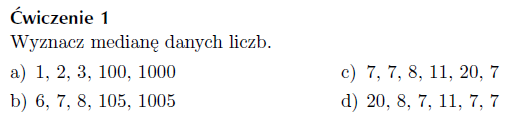 Ćwiczenie 1
Wyznacz medianę danych liczb.
a) 1, 2, 3, 100, 1000
c) 7, 7, 8, 11, 20, 7
b) 6, 7, 8, 105, 1005
d) 20, 8, 7, 11, 7, 7